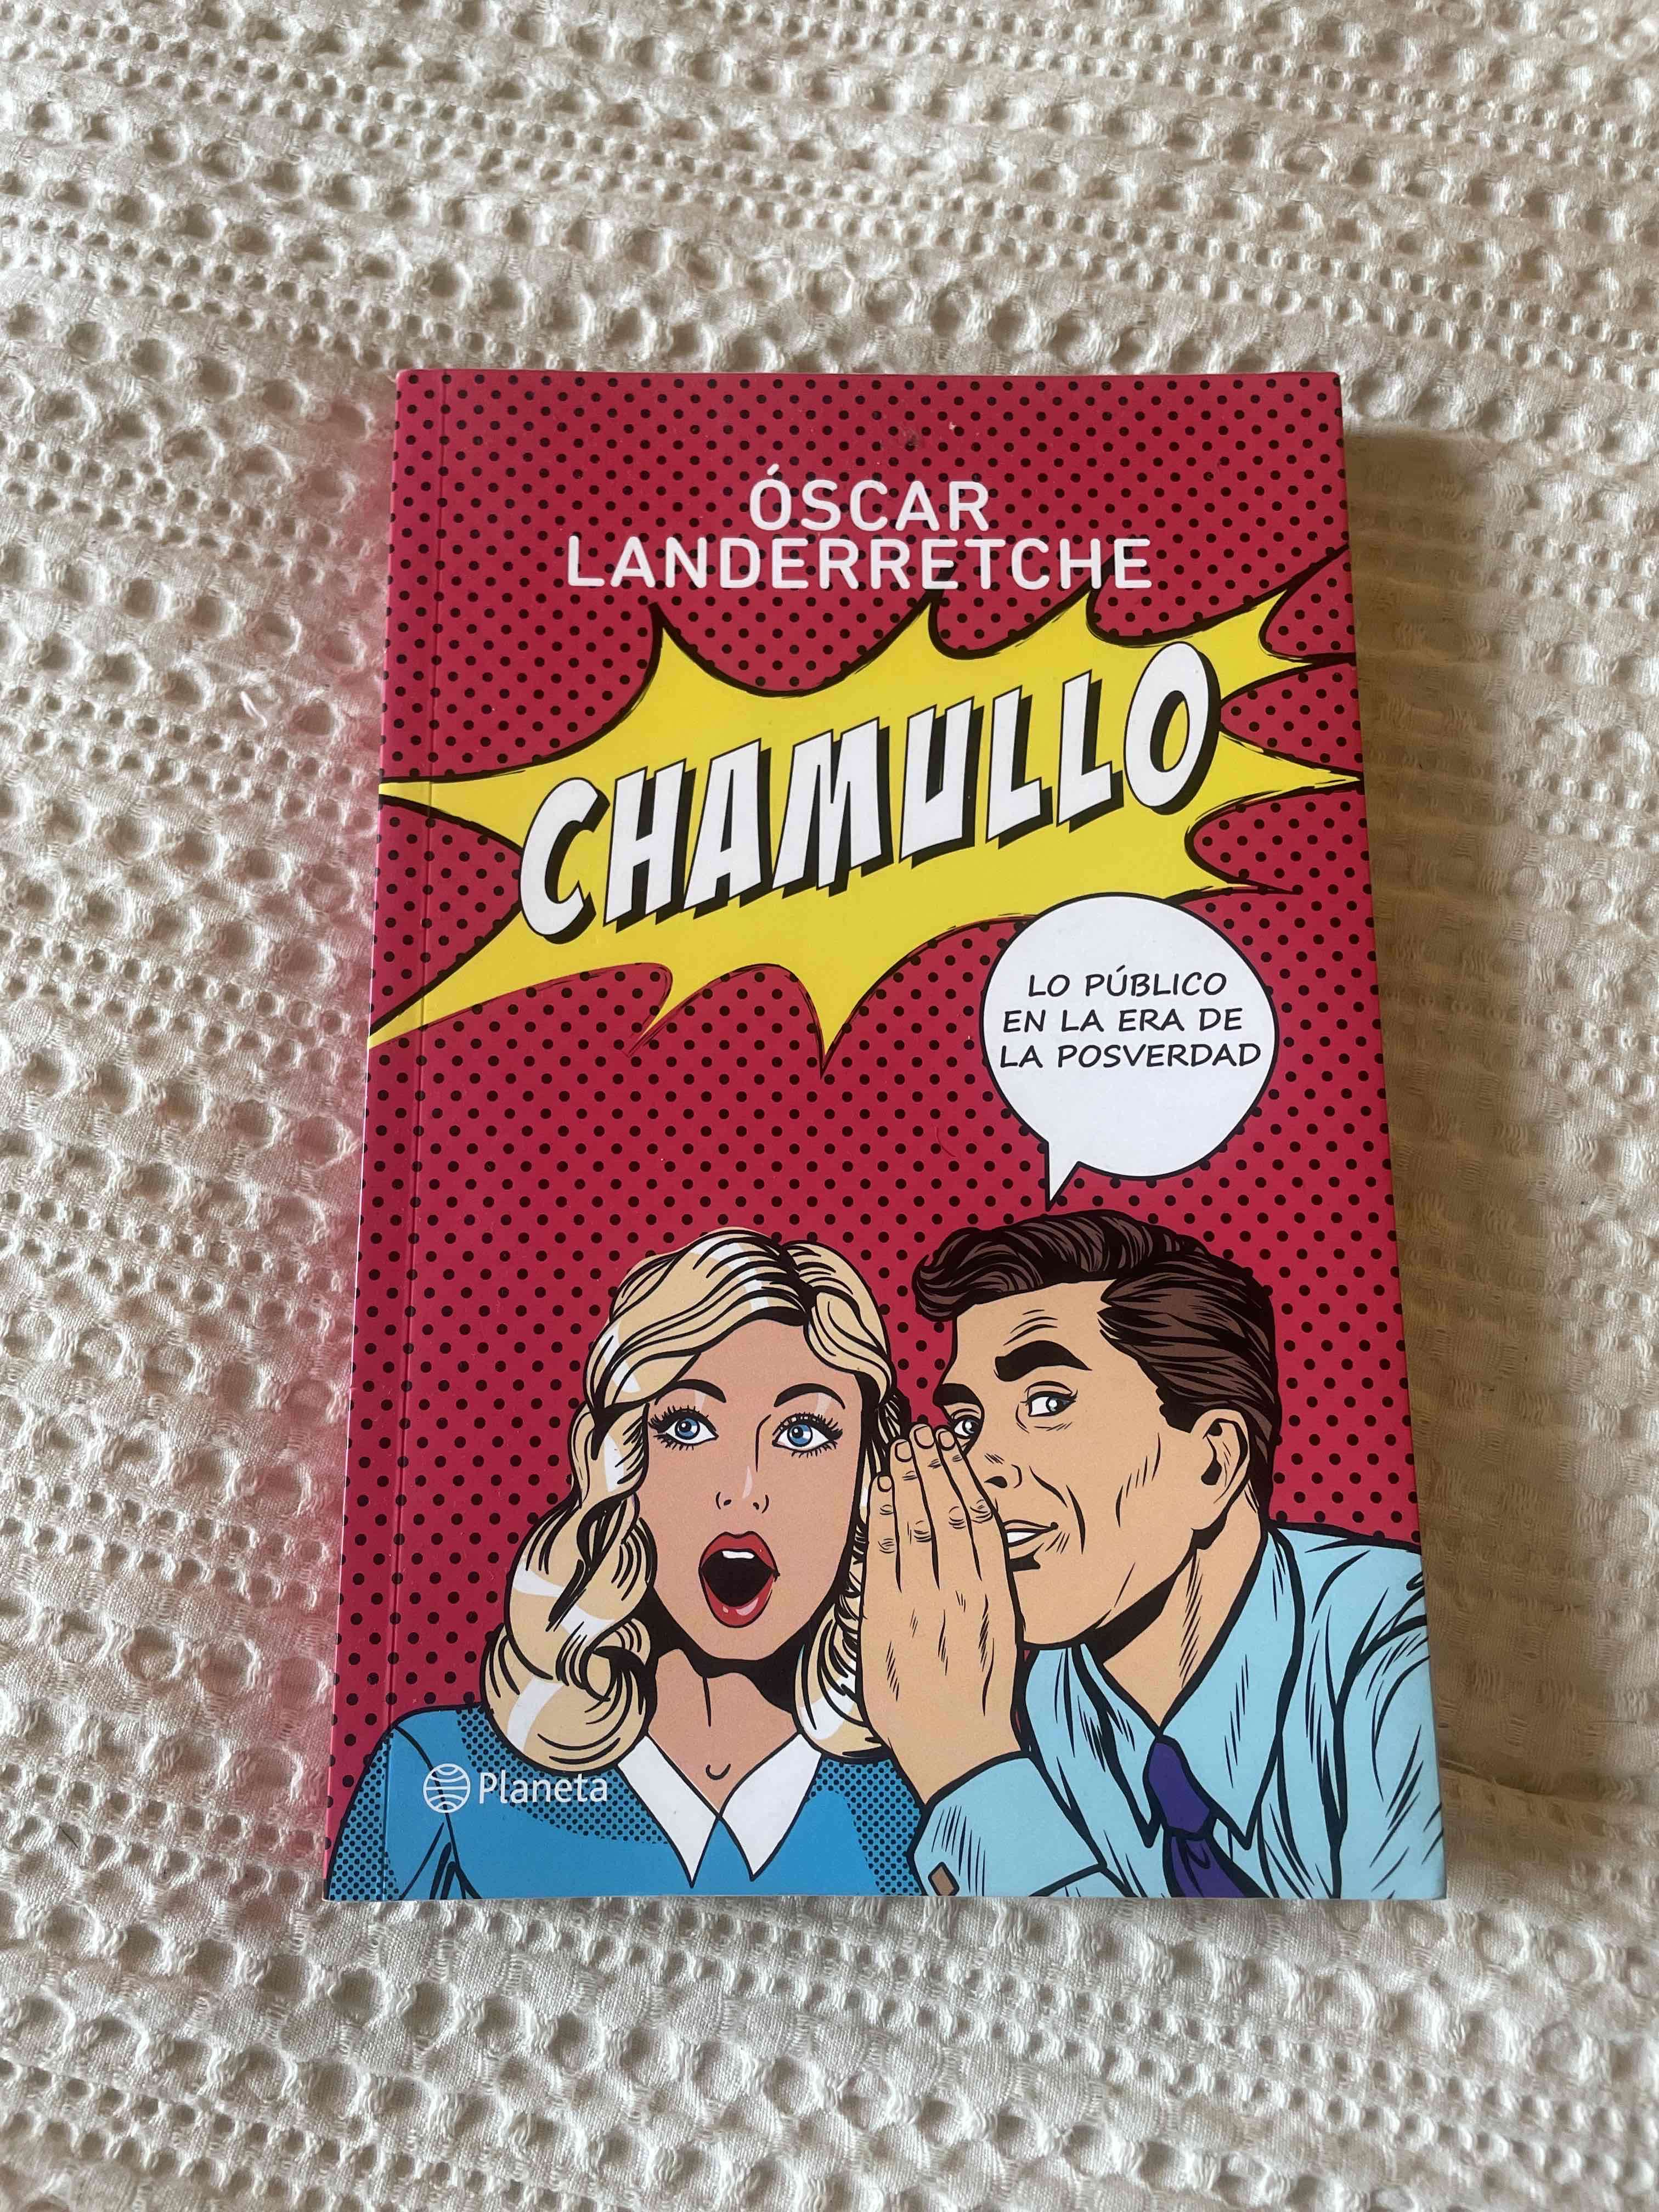 ÓSCAR
LANDERRETCHE
CHAMULLO
LO PÚBLICO
EN LA ERA DE
LA POSVERDAD
Planeta